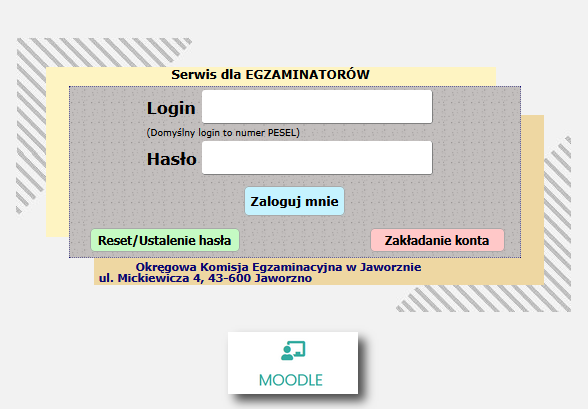 Serwis dla EGZAMINATORÓW
Login
(Domyślny login to numer PESEL)
Hasło
Zaloguj mnie
Reset/Ustalenie hasła
Zakładanie konta
Okręgowa Komisja Egzaminacyjna w Jaworznie
ul. Mickiewicza 4, 43-600 Jaworzno
MOODLE